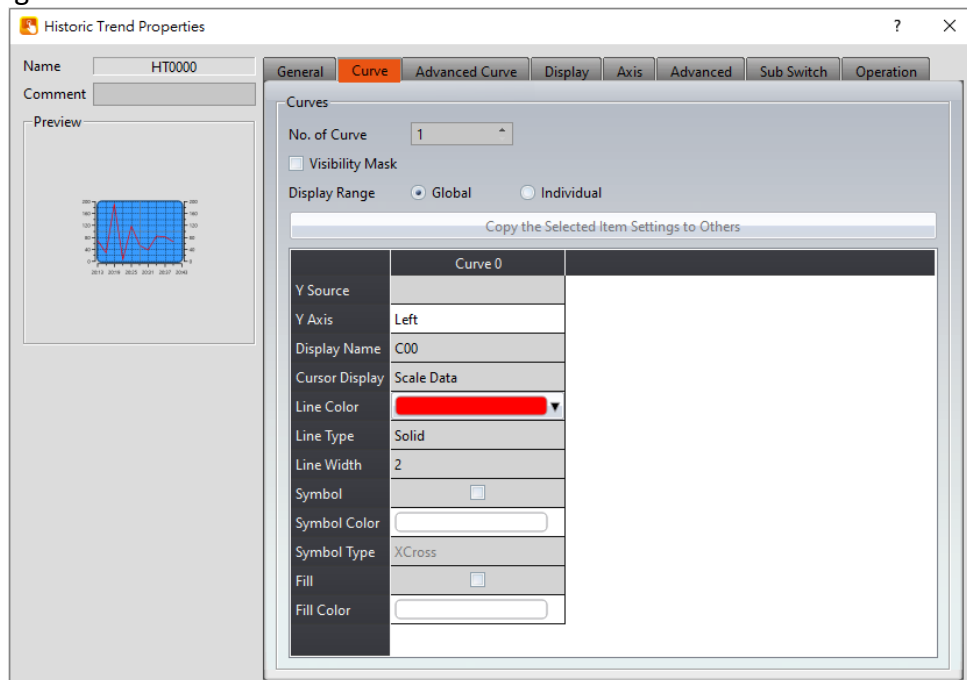 Historic Trend Properties ? ×
Name HT0000
Comment
Preview
General Curve Advanced Curve Display Axis Advanced Sub Switch Operation
Curves
No. of Curve 1
Visibility Mask
Display Range Global Individual
Copy the Selected Item Settings to Others
Curve 0
Y Source
Y Axis Left
Display Name C00
Cursor Display Scale Data
Line Color
Line Type Solid
Line Width 2
Symbol
Symbol Color
Symbol Type XCross
Fill
Fill Color